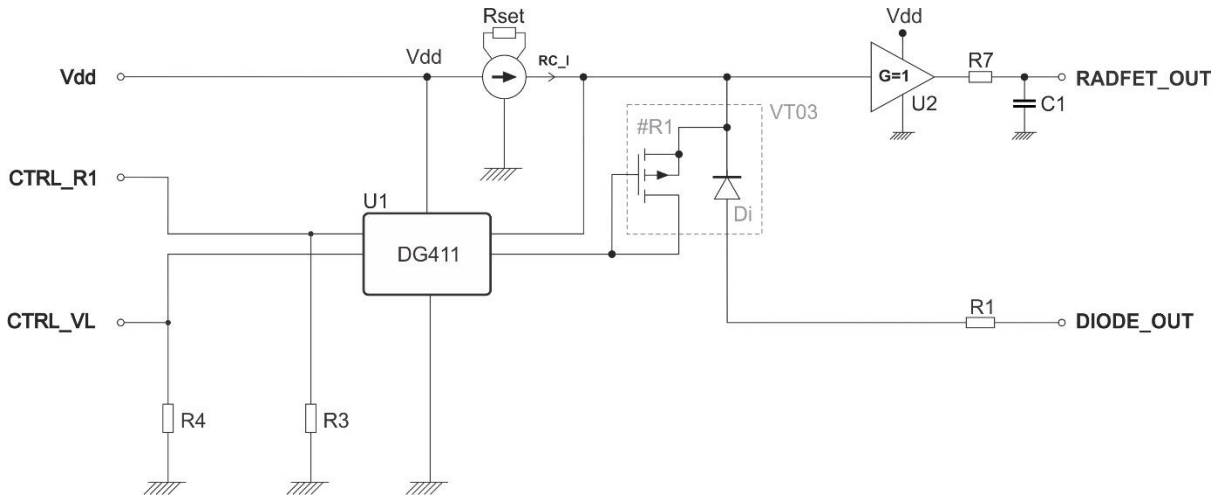 Rset
Vdd
Vdd
RC_I
Vdd
G=1
U2
R7
RADFET_OUT
C1
VT03
#R1
CTRL_R1
U1
Di
DG411
CTRL_VL
R1
DIODE_OUT
R4
R3